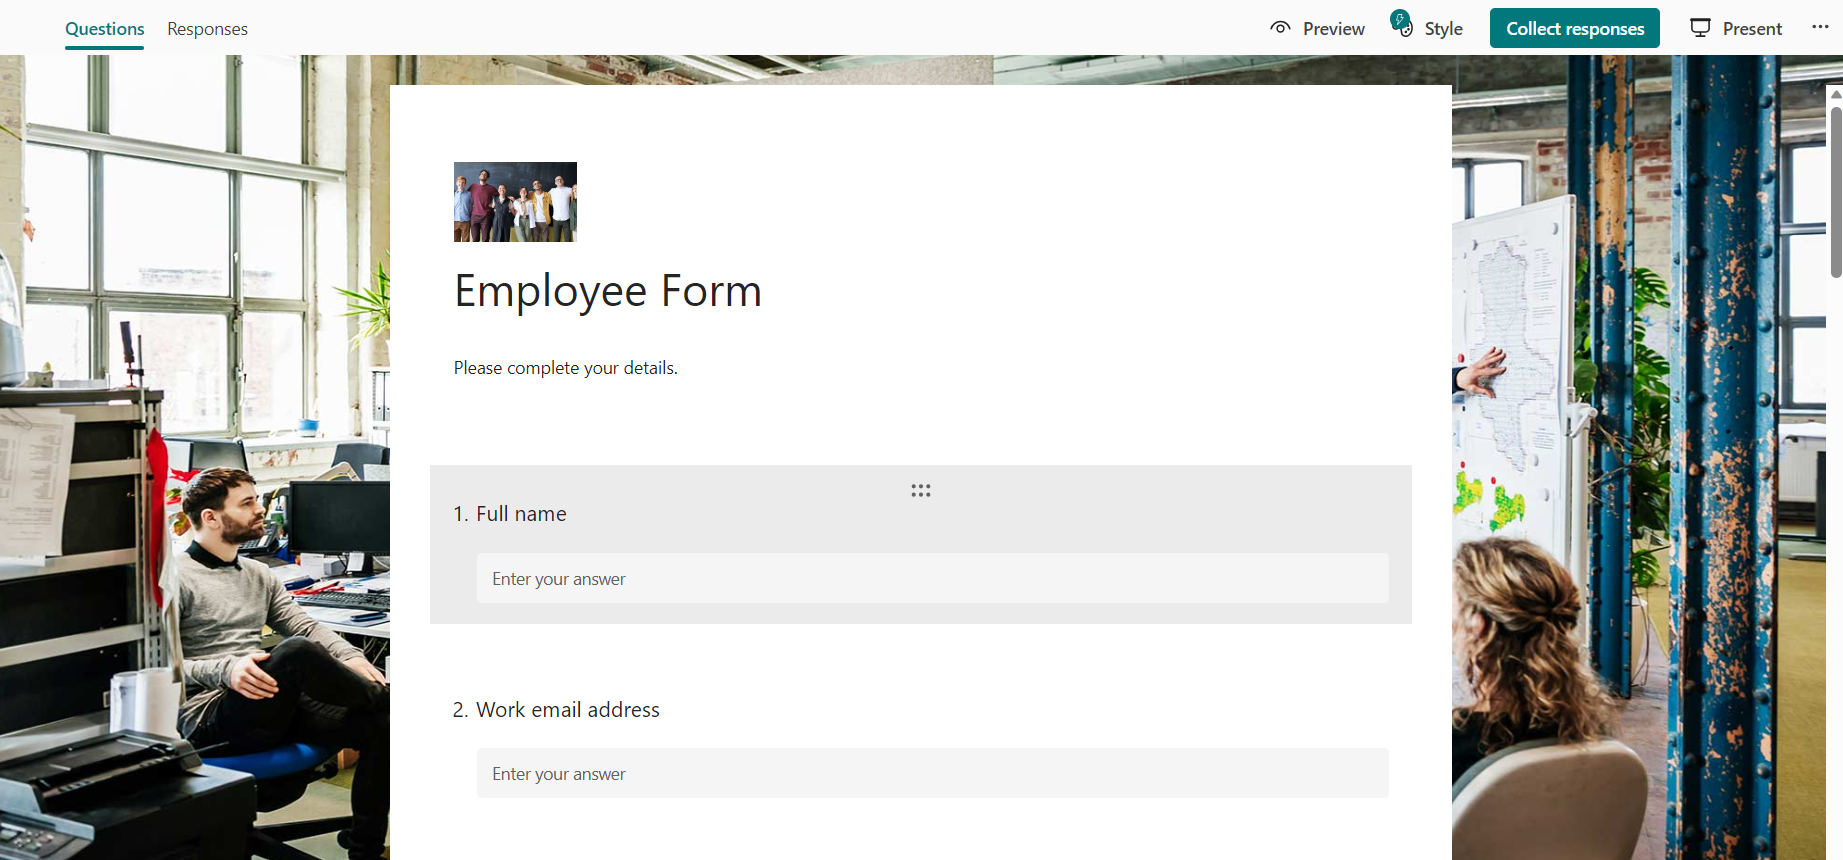 Questions Responses Preview Style Collect responses Present
Employee Form
Please complete your details.
1. Full name
Enter your answer
2. Work email address
Enter your answer